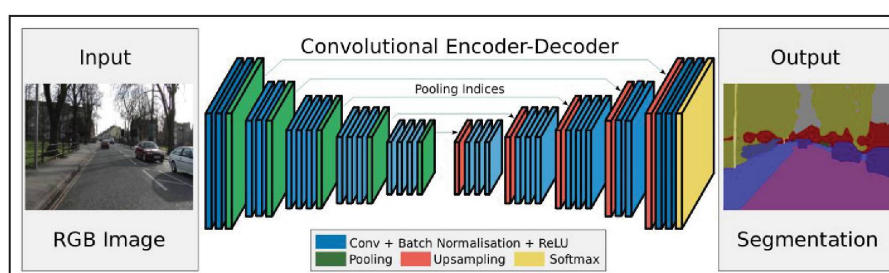 Input
Convolutional Encoder-Decoder
Output
Pooling Indices
RGB Image
Conv + Batch Normalisation + ReLU
Pooling Upsampling Softmax
Segmentation